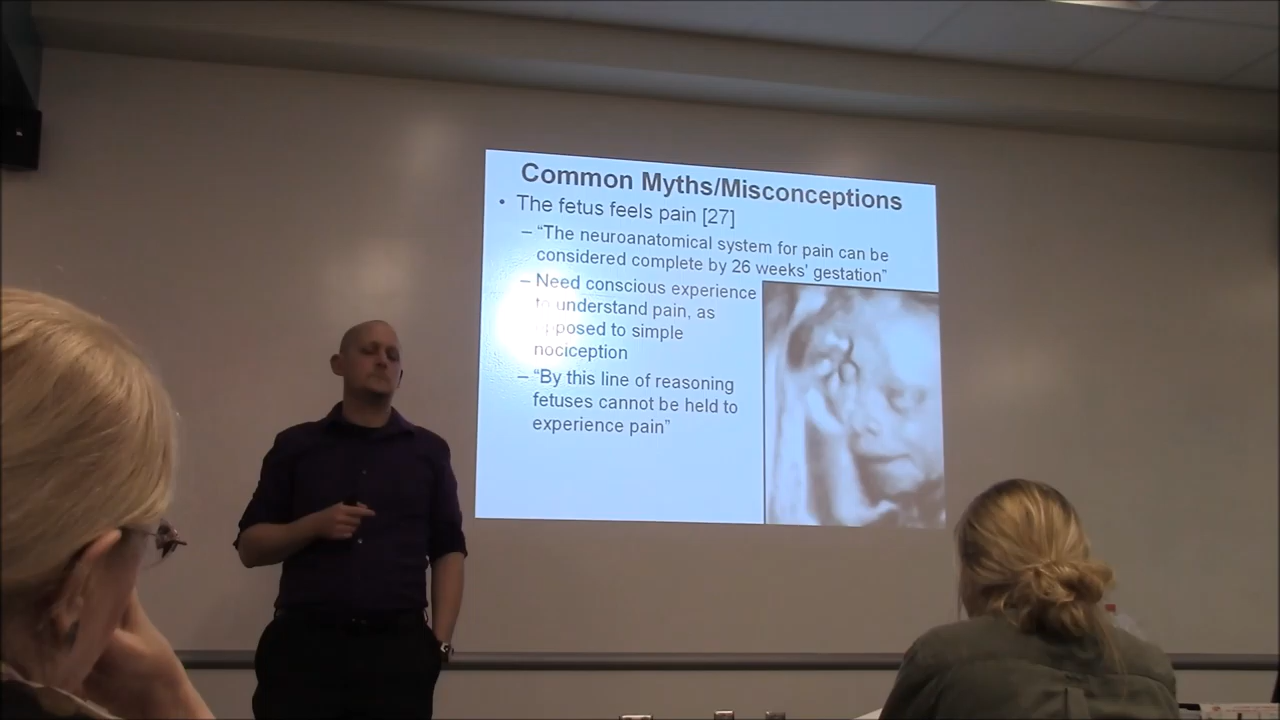 Common Myths/Misconceptions
• The fetus feels pain [27]
– “The neuroanatomical system for pain can be
considered complete by 26 weeks' gestation”
– Need conscious experience
to understand pain, as
opposed to simple
nociception
– “By this line of reasoning
fetuses cannot be held to
experience pain”